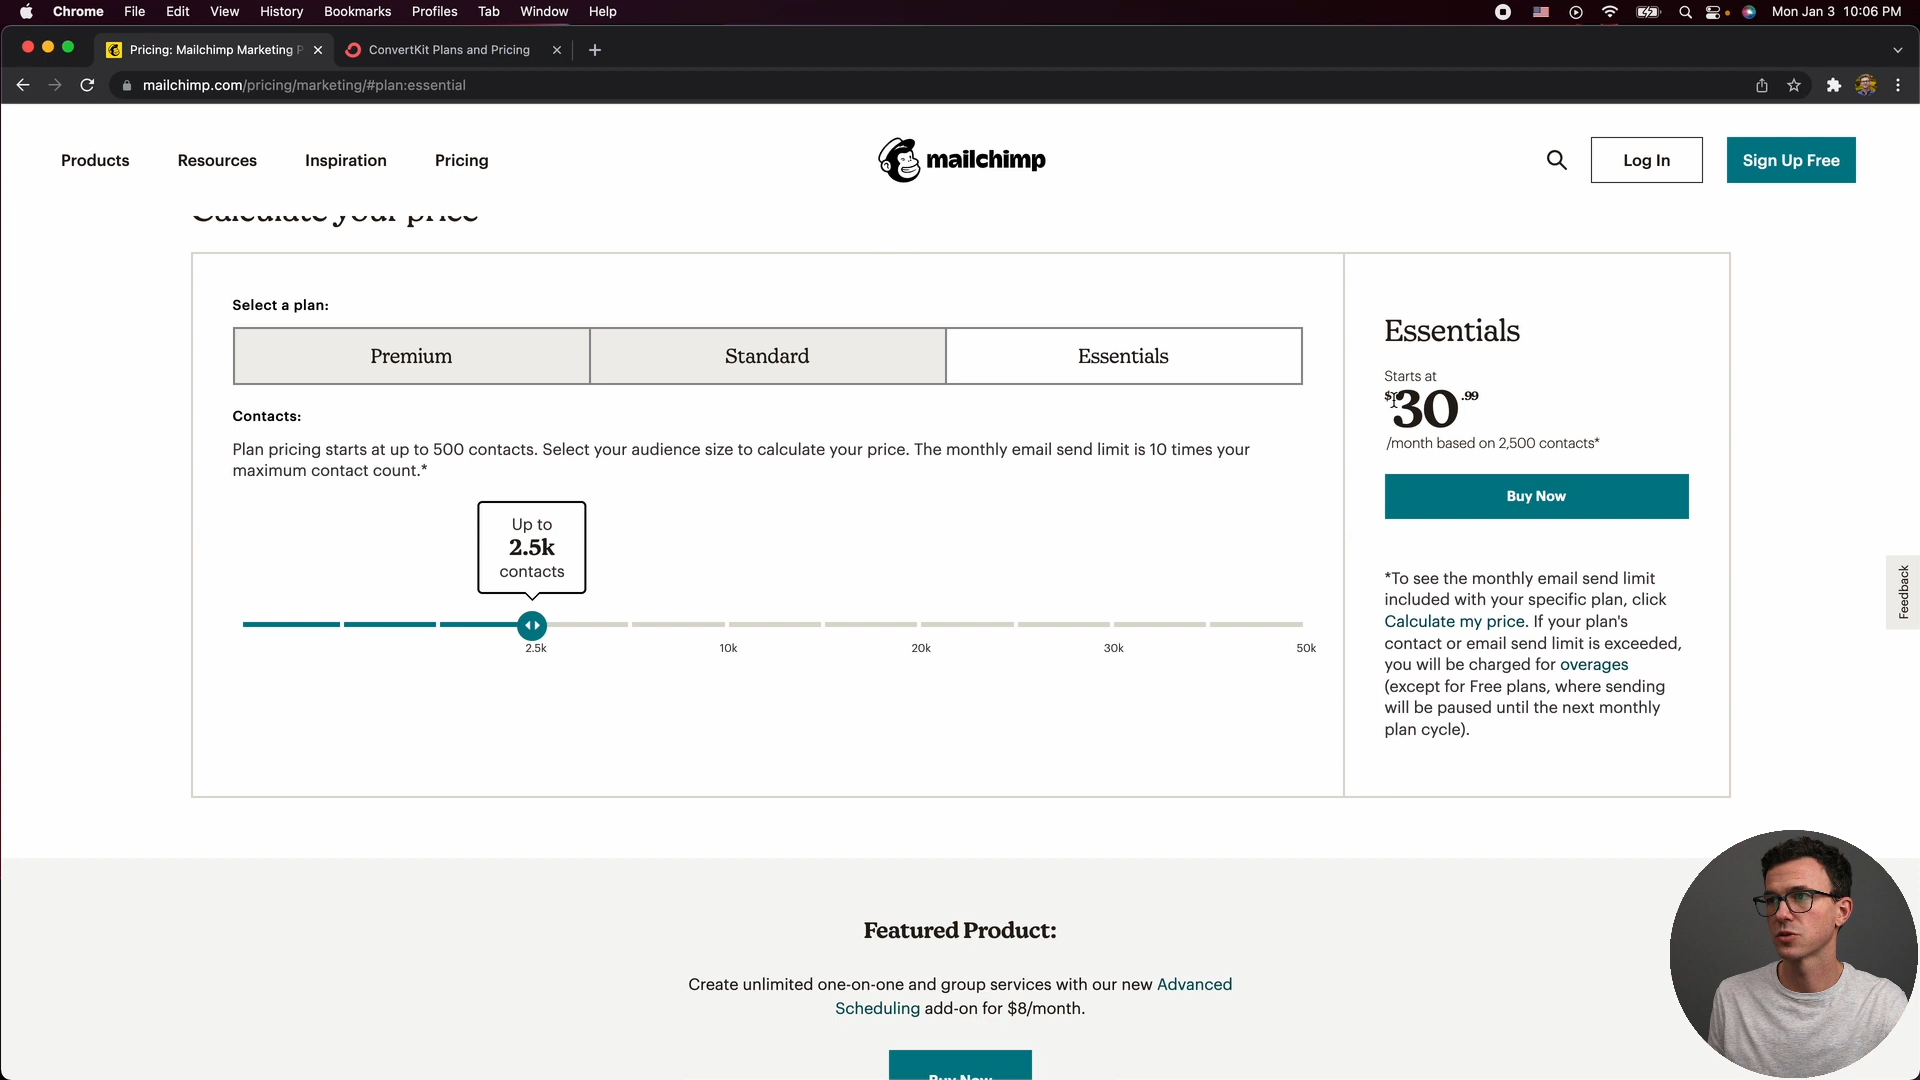 Chrome File Edit View History Bookmarks Profiles Tab Window Help Mon Jan 3 10:06 PM
Pricing: Mailchimp Marketing P ConvertKit Plans and Pricing
mailchimp.com/pricing/marketing/#plan:essential
Products Resources Inspiration Pricing mailchimp Log In Sign Up Free
Calculate your price
Select a plan:
Premium Standard Essentials
Contacts:
Plan pricing starts at up to 500 contacts. Select your audience size to calculate your price. The monthly email send limit is 10 times your
maximum contact count.*
Up to
2.5k
contacts
2.5k 10k 20k 30k 50k
Essentials
Starts at
$30.99
/month based on 2,500 contacts*
Buy Now
*To see the monthly email send limit
included with your specific plan, click
Calculate my price. If your plan's
contact or email send limit is exceeded,
you will be charged for overages
(except for Free plans, where sending
will be paused until the next monthly
plan cycle).
Feedback
Featured Product:
Create unlimited one-on-one and group services with our new Advanced
Scheduling add-on for $8/month.
Buy Now